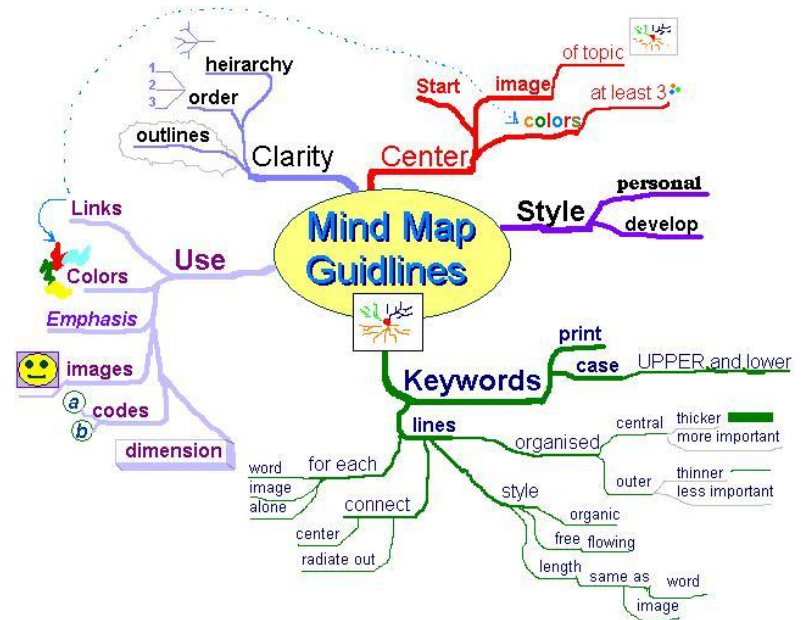 Mind Map
Guidlines
Center
Start
image
of topic
colors
at least 3
Style
personal
develop
Keywords
print
case
UPPER and lower
lines
organised
central
thicker
more important
outer
thinner
less important
style
organic
free flowing
length
same as
word
image
connect
center
radiate out
for each
word
image
alone
Use
Links
Colors
Emphasis
images
codes
a
b
dimension
Clarity
heirarchy
order
1
2
3
outlines